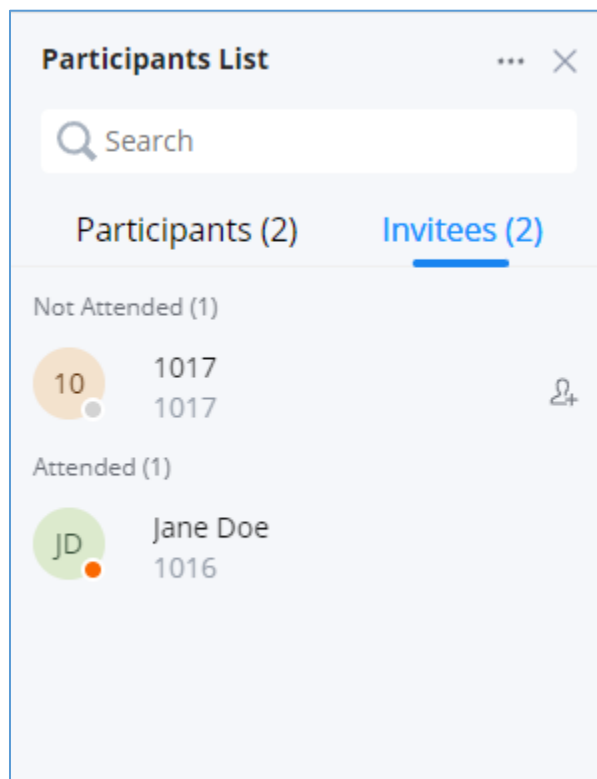 Participants List
Search
Participants (2) Invitees (2)
Not Attended (1)
10
1017
1017
Attended (1)
JD
Jane Doe
1016